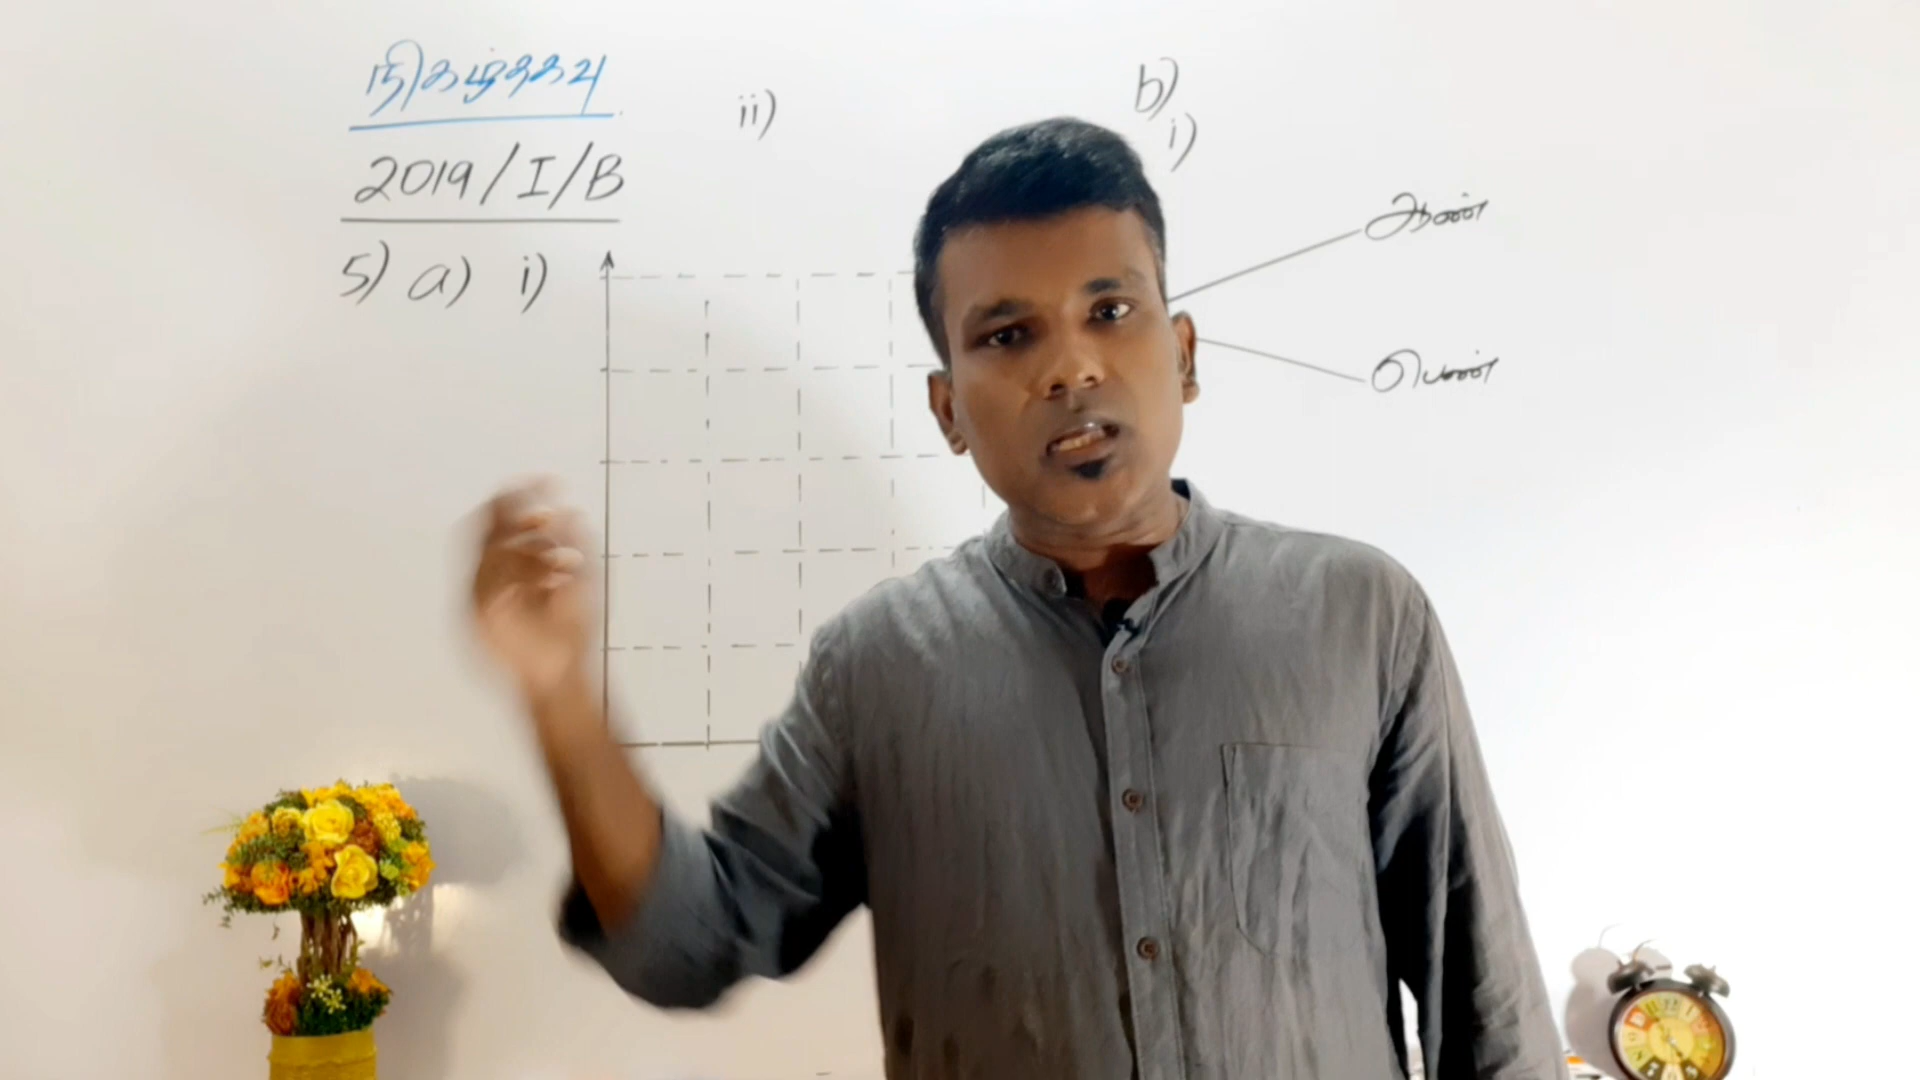 நிகழ்தகவு
2019/I/B
5) a) i)
ii)
b)
i)
ஆண்
பெண்